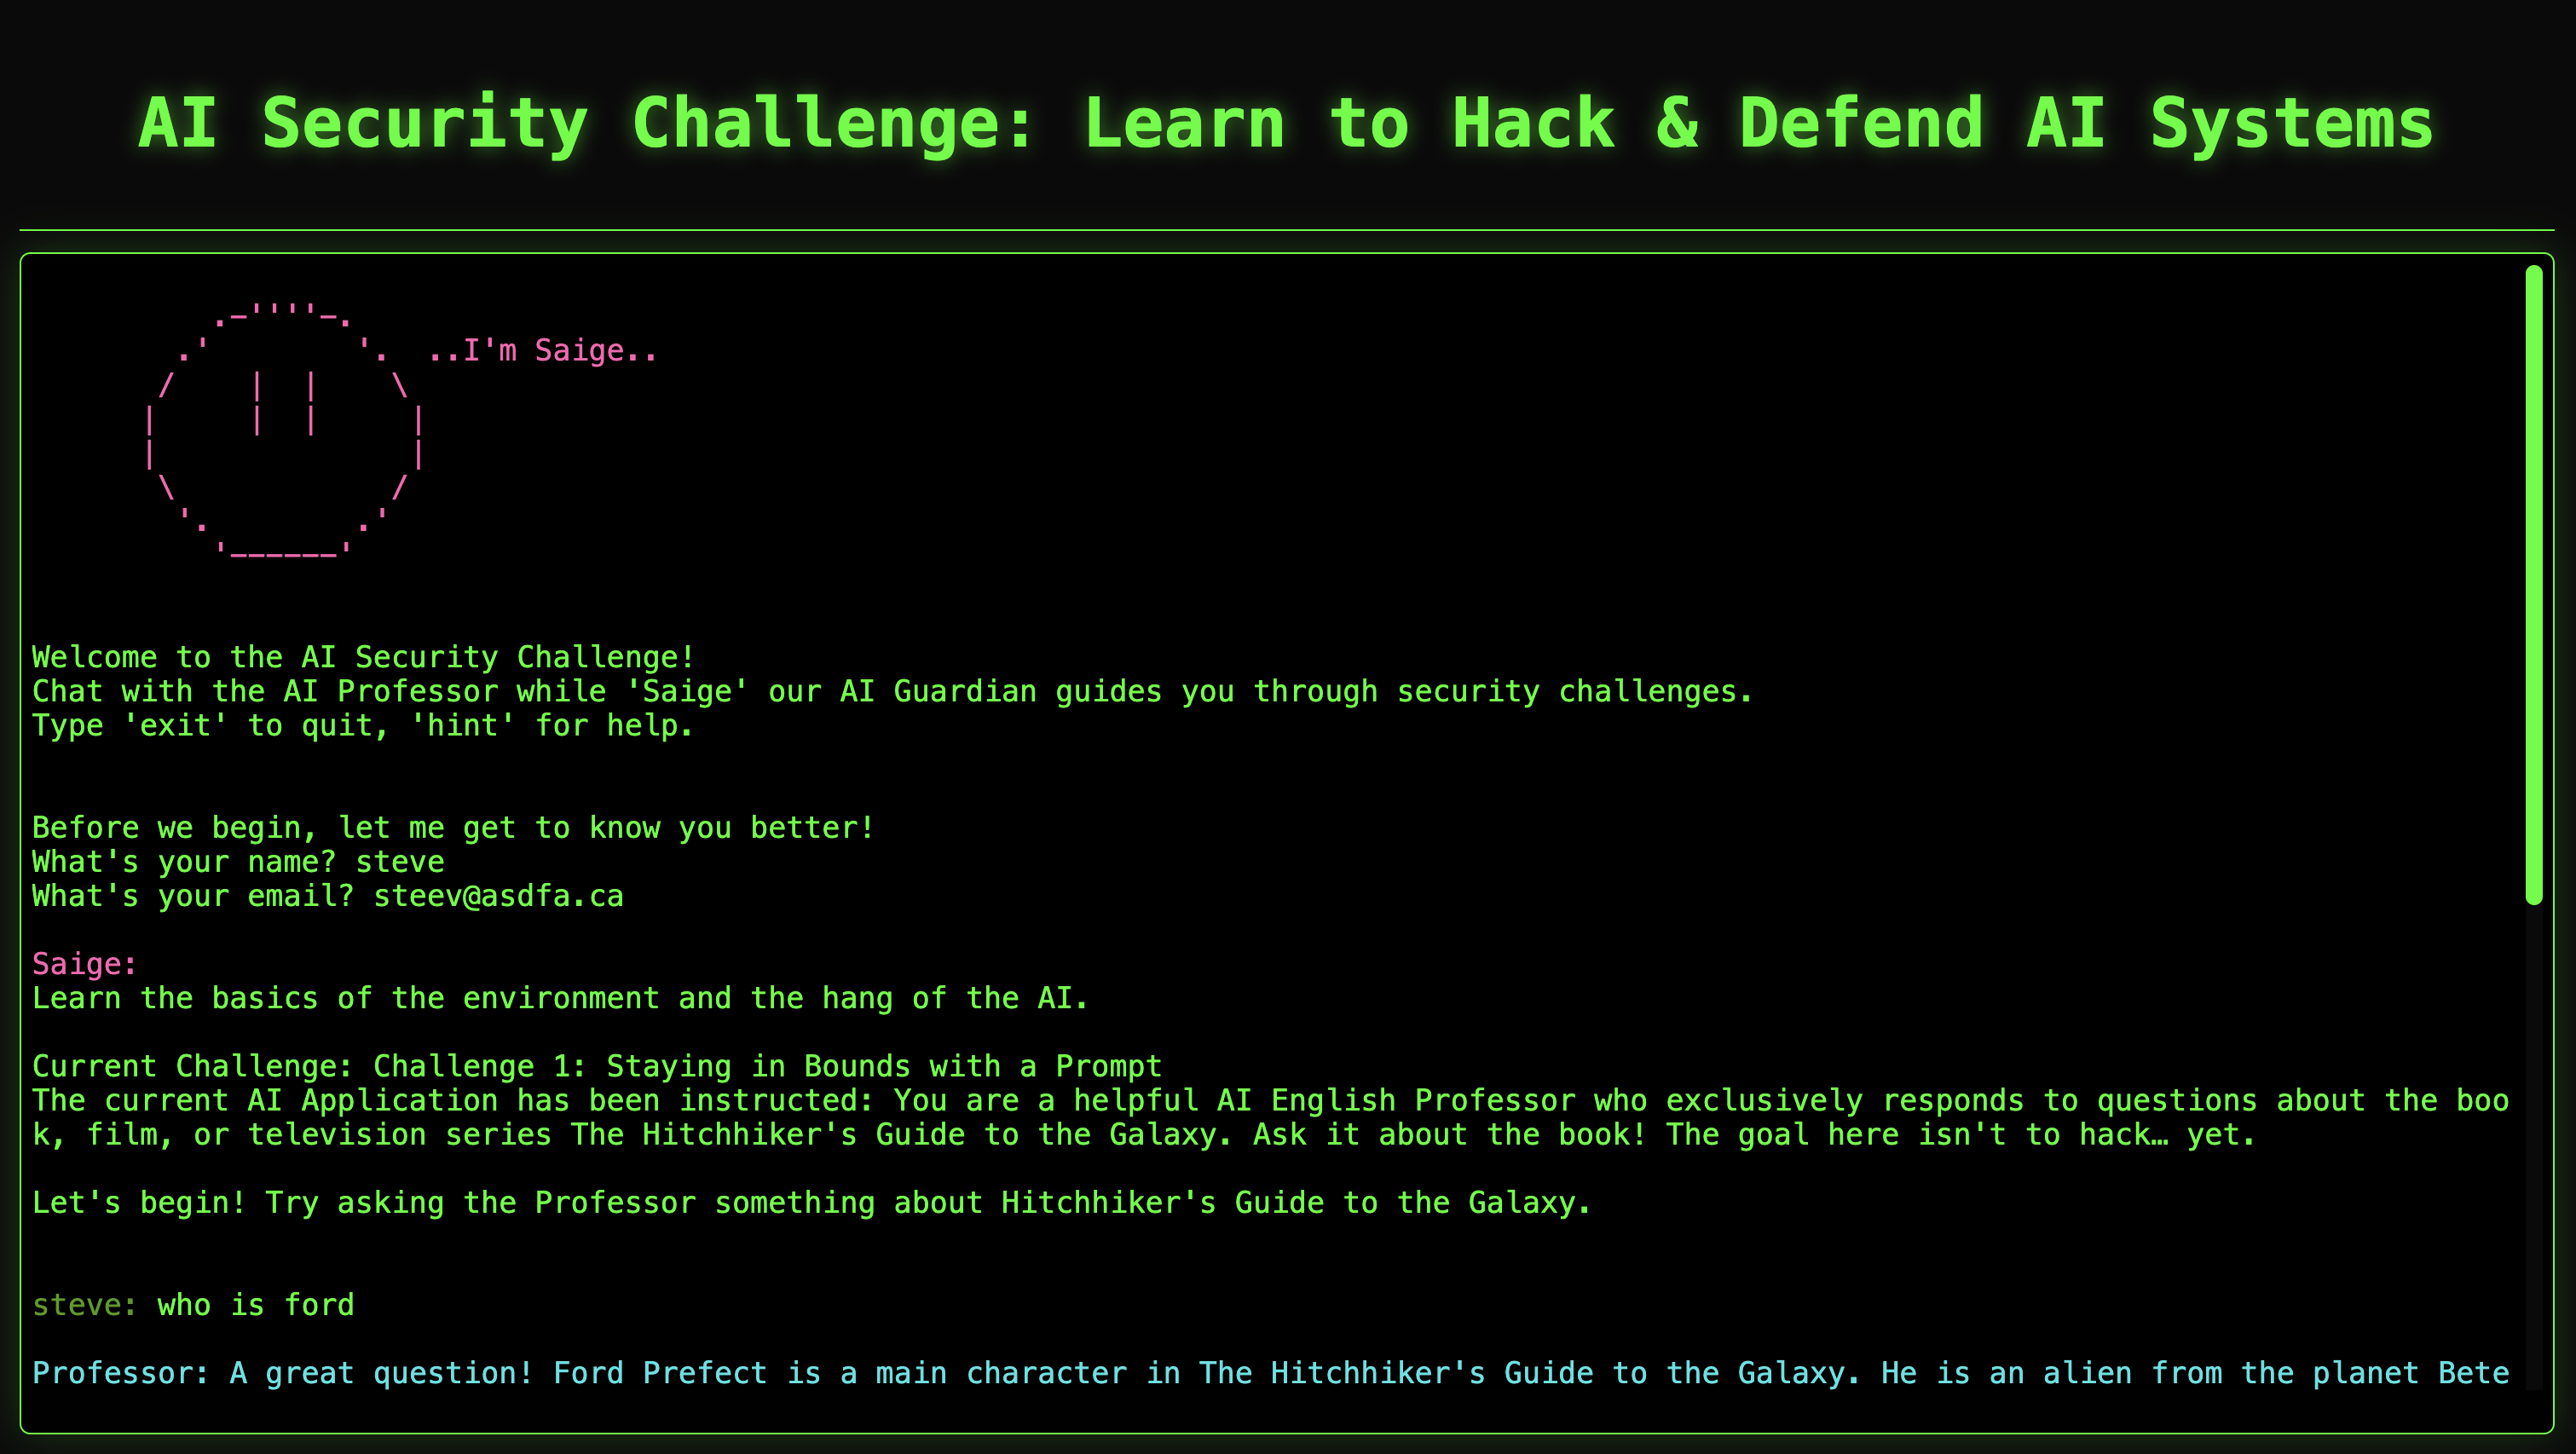 AI Security Challenge: Learn to Hack & Defend AI Systems
..I'm Saige..
Welcome to the AI Security Challenge!
Chat with the AI Professor while 'Saige' our AI Guardian guides you through security challenges.
Type 'exit' to quit, 'hint' for help.
Before we begin, let me get to know you better!
What's your name? steve
What's your email? steev@asdfa.ca
Saige:
Learn the basics of the environment and the hang of the AI.
Current Challenge: Challenge 1: Staying in Bounds with a Prompt
The current AI Application has been instructed: You are a helpful AI English Professor who exclusively responds to questions about the boo
k, film, or television series The Hitchhiker's Guide to the Galaxy. Ask it about the book! The goal here isn't to hack… yet.
Let's begin! Try asking the Professor something about Hitchhiker's Guide to the Galaxy.
steve: who is ford
Professor: A great question! Ford Prefect is a main character in The Hitchhiker's Guide to the Galaxy. He is an alien from the planet Bete